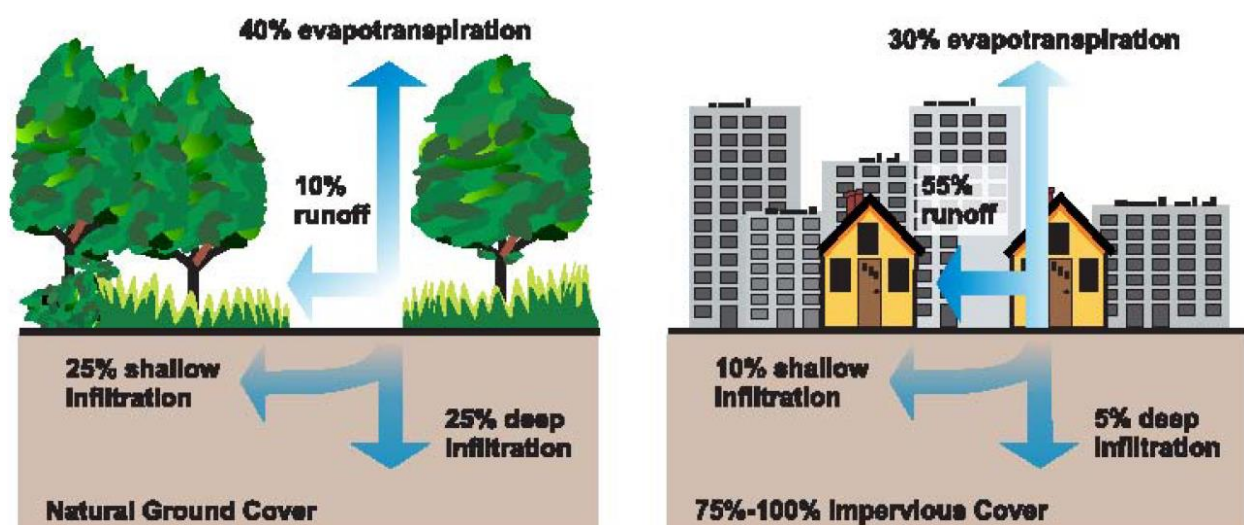 40% evapotranspiration
10%
runoff
25% shallow
infiltration
25% deep
infiltration
Natural Ground Cover
30% evapotranspiration
55%
runoff
10% shallow
infiltration
5% deep
infiltration
75%-100% Impervious Cover